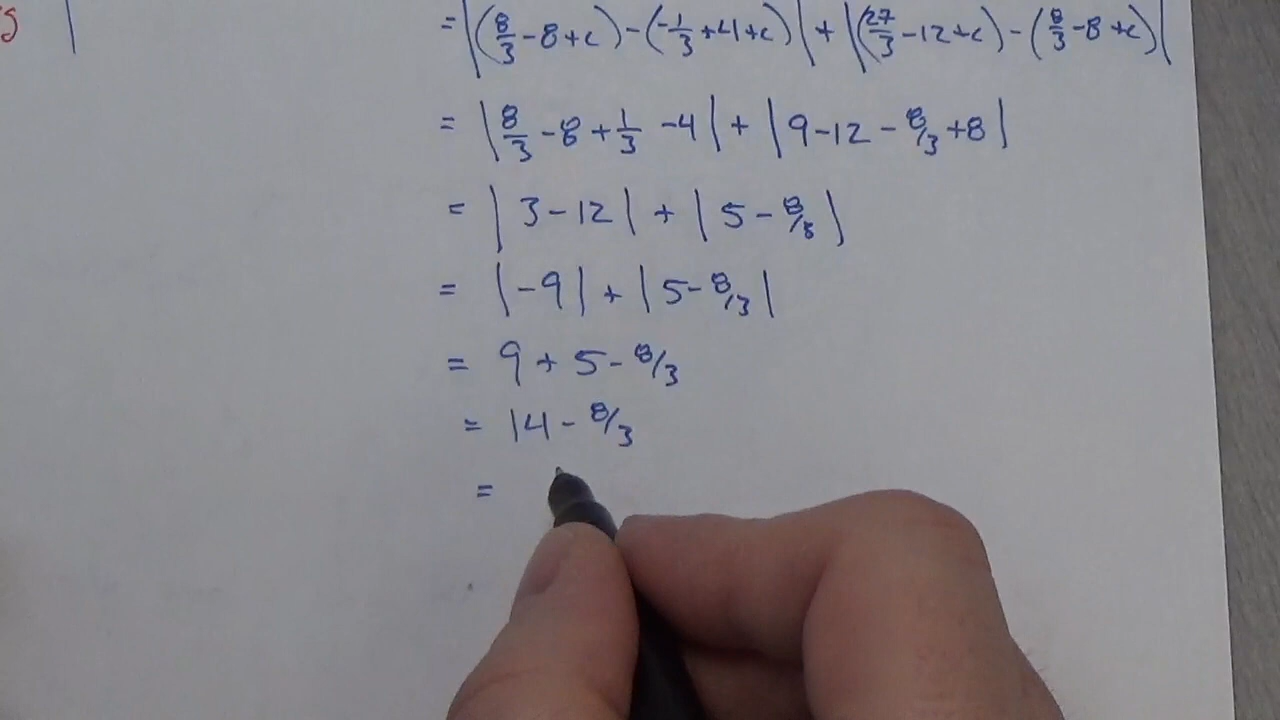 = |(8/3 - 8 + c) - (-1/3 + 4 + c)| + |(27/3 - 12 + c) - (8/3 - 8 + c)|
= |8/3 - 8 + 1/3 - 4| + |9 - 12 - 8/3 + 8|
= |3 - 12| + |5 - 8/3|
= |-9| + |5 - 8/3|
= 9 + 5 - 8/3
= 14 - 8/3
=